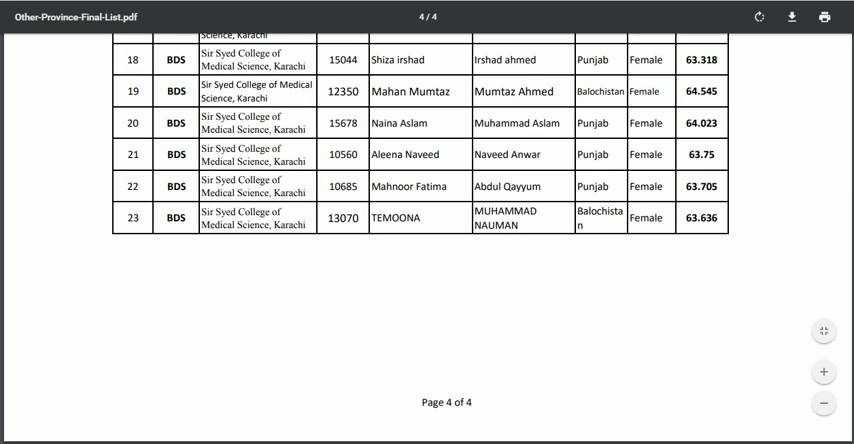 Other-Province-Final-List.pdf 4 / 4
Science, Karachi
18 BDS Sir Syed College of Medical Science, Karachi 15044 Shiza irshad Irshad ahmed Punjab Female 63.318
19 BDS Sir Syed College of Medical Science, Karachi 12350 Mahan Mumtaz Mumtaz Ahmed Balochistan Female 64.545
20 BDS Sir Syed College of Medical Science, Karachi 15678 Naina Aslam Muhammad Aslam Punjab Female 64.023
21 BDS Sir Syed College of Medical Science, Karachi 10560 Aleena Naveed Naveed Anwar Punjab Female 63.75
22 BDS Sir Syed College of Medical Science, Karachi 10685 Mahnoor Fatima Abdul Qayyum Punjab Female 63.705
23 BDS Sir Syed College of Medical Science, Karachi 13070 TEMOONA MUHAMMAD NAUMAN Balochistan Female 63.636
Page 4 of 4